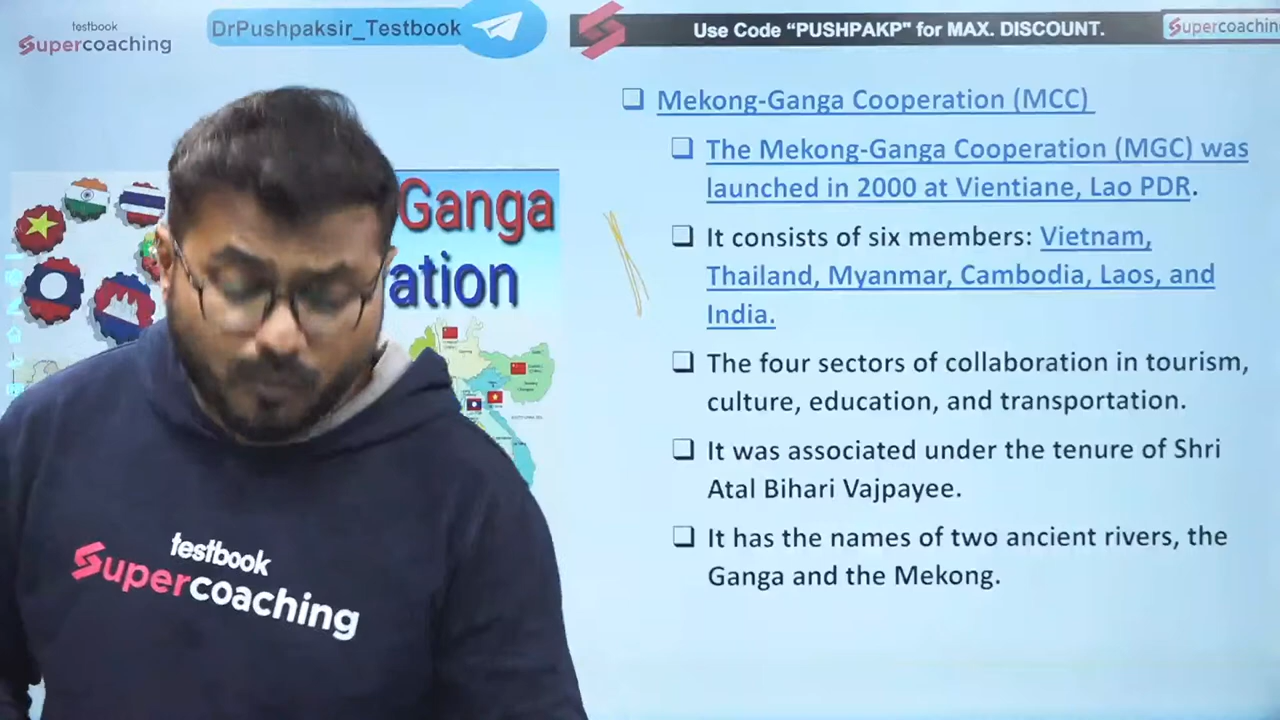 testbook
Supercoaching
DrPushpaksir_Testbook
Use Code “PUSHPAKP" for MAX. DISCOUNT.
Supercoachin
Ganga
ation
❑ Mekong-Ganga Cooperation (MCC)
❑ The Mekong-Ganga Cooperation (MGC) was
launched in 2000 at Vientiane, Lao PDR.
❑ It consists of six members: Vietnam,
Thailand, Myanmar, Cambodia, Laos, and
India.
❑ The four sectors of collaboration in tourism,
culture, education, and transportation.
❑ It was associated under the tenure of Shri
Atal Bihari Vajpayee.
❑ It has the names of two ancient rivers, the
Ganga and the Mekong.
testbook
Supercoaching